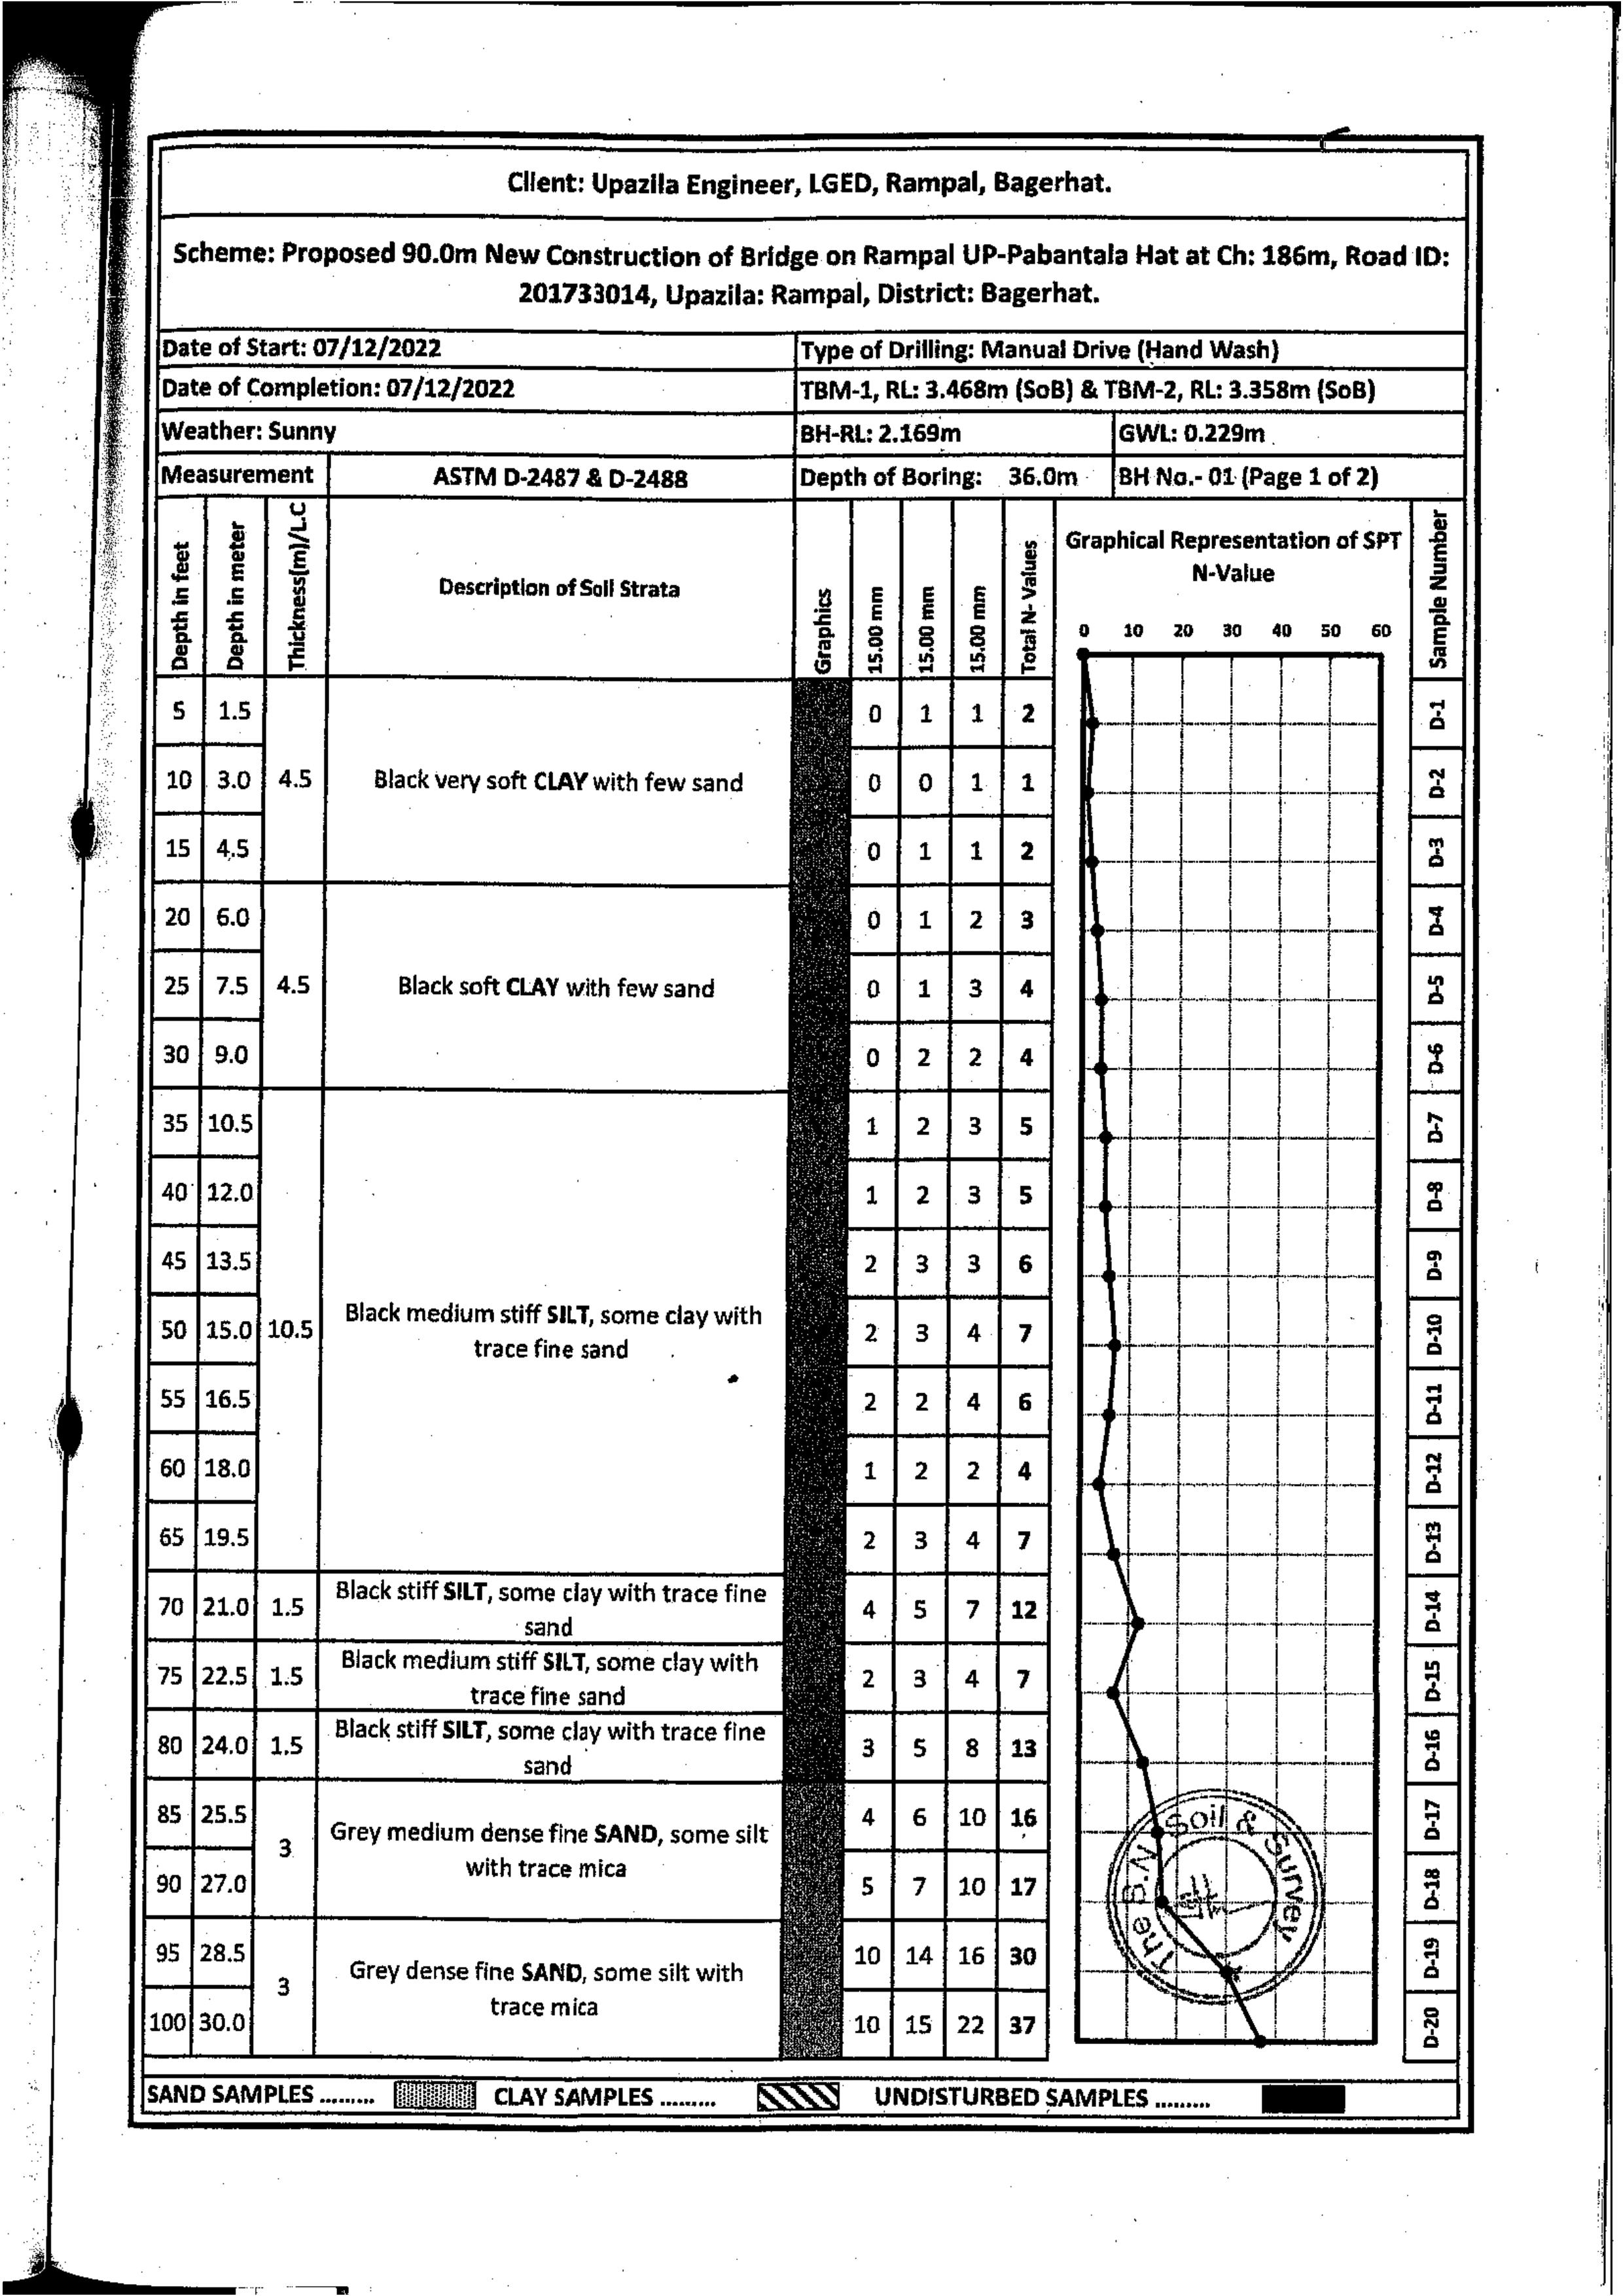 Client: Upazila Engineer, LGED, Rampal, Bagerhat.
Scheme: Proposed 90.0m New Construction of Bridge on Rampal UP-Pabantala Hat at Ch: 186m, Road ID:
201733014, Upazila: Rampal, District: Bagerhat.
Date of Start: 07/12/2022 Type of Drilling: Manual Drive (Hand Wash)
Date of Completion: 07/12/2022 TBM-1, RL: 3.468m (SoB) & TBM-2, RL: 3.358m (SoB)
Weather: Sunny BH-RL: 2.169m GWL: 0.229m
Measurement ASTM D-2487 & D-2488 Depth of Boring: 36.0m BH No.- 01 (Page 1 of 2)
Depth in feet
Depth in meter
Thickness(m)/L.C
Description of Soil Strata
Graphics
15.00 mm
15.00 mm
15.00 mm
Total N- Values
Graphical Representation of SPT
N-Value
0 10 20 30 40 50 60
Sample Number
5 1.5 0 1 1 2 D-1
10 3.0 4.5 Black very soft CLAY with few sand 0 0 1 1 D-2
15 4.5 0 1 1 2 D-3
20 6.0 0 1 2 3 D-4
25 7.5 4.5 Black soft CLAY with few sand 0 1 3 4 D-5
30 9.0 0 2 2 4 D-6
35 10.5 1 2 3 5 D-7
40 12.0 1 2 3 5 D-8
45 13.5 2 3 3 6 D-9
50 15.0 10.5 Black medium stiff SILT, some clay with 2 3 4 7 D-10
trace fine sand
55 16.5 2 2 4 6 D-11
60 18.0 1 2 2 4 D-12
65 19.5 2 3 4 7 D-13
70 21.0 1.5 Black stiff SILT, some clay with trace fine 4 5 7 12 D-14
sand
75 22.5 1.5 Black medium stiff SILT, some clay with 2 3 4 7 D-15
trace fine sand
80 24.0 1.5 Black stiff SILT, some clay with trace fine 3 5 8 13 D-16
sand
85 25.5 4 6 10 16 D-17
3 Grey medium dense fine SAND, some silt
with trace mica
90 27.0 5 7 10 17 D-18
The B.N Soil & Survey
95 28.5 10 14 16 30 D-19
3 Grey dense fine SAND, some silt with
trace mica
100 30.0 10 15 22 37 D-20
SAND SAMPLES ......... CLAY SAMPLES ......... UNDISTURBED SAMPLES .........